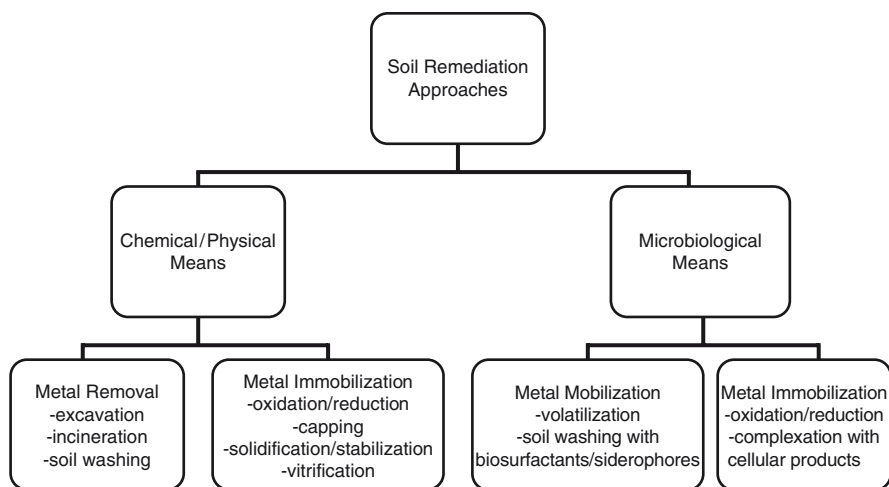 Soil Remediation
Approaches
Chemical/Physical
Means
Microbiological
Means
Metal Removal
-excavation
-incineration
-soil washing
Metal Immobilization
-oxidation/reduction
-capping
-solidification/stabilization
-vitrification
Metal Mobilization
-volatilization
-soil washing with
biosurfactants/siderophores
Metal Immobilization
-oxidation/reduction
-complexation with
cellular products